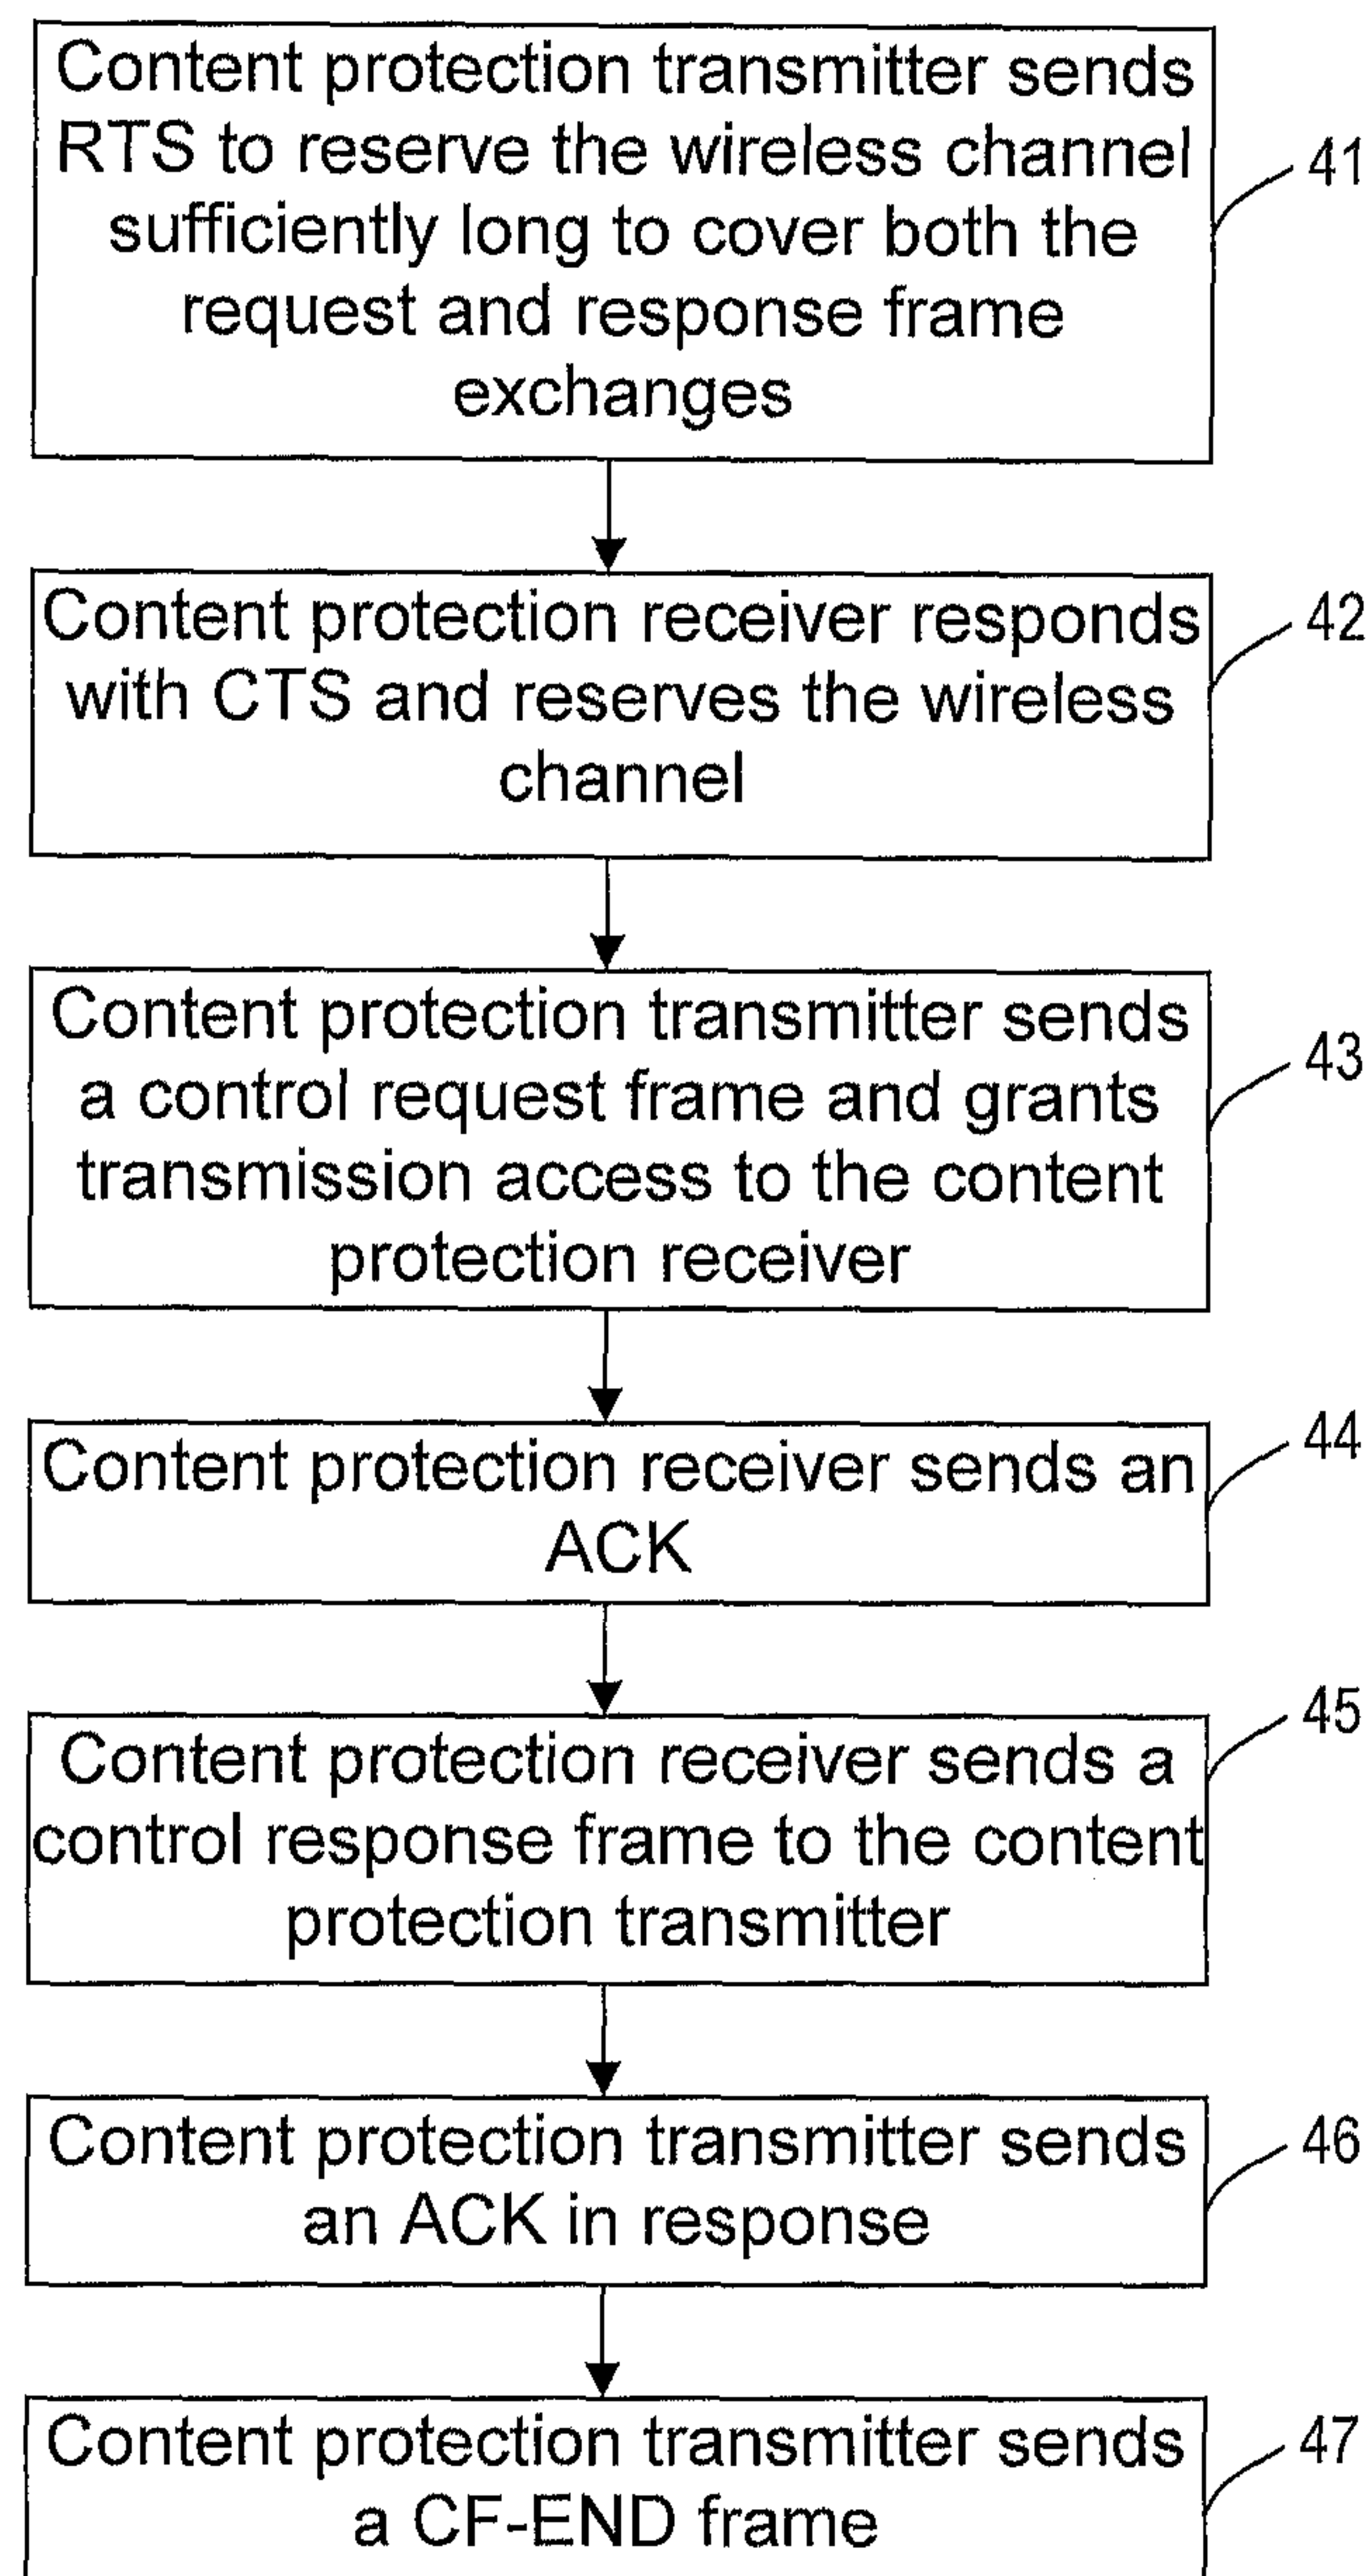 Content protection transmitter sends
RTS to reserve the wireless channel
sufficiently long to cover both the
request and response frame
exchanges
41
Content protection receiver responds
with CTS and reserves the wireless
channel
42
Content protection transmitter sends
a control request frame and grants
transmission access to the content
protection receiver
43
Content protection receiver sends an
ACK
44
Content protection receiver sends a
control response frame to the content
protection transmitter
45
Content protection transmitter sends
an ACK in response
46
Content protection transmitter sends
a CF-END frame
47